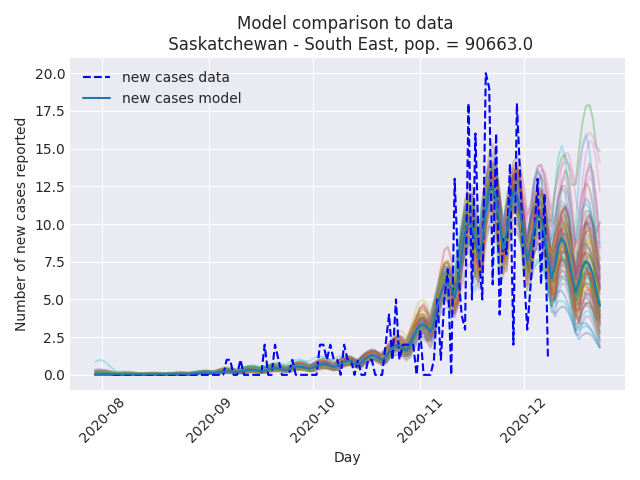 Model comparison to data
Saskatchewan - South East, pop. = 90663.0
new cases data
new cases model
Number of new cases reported
20.0
17.5
15.0
12.5
10.0
7.5
5.0
2.5
0.0
2020-08
2020-09
2020-10
2020-11
2020-12
Day